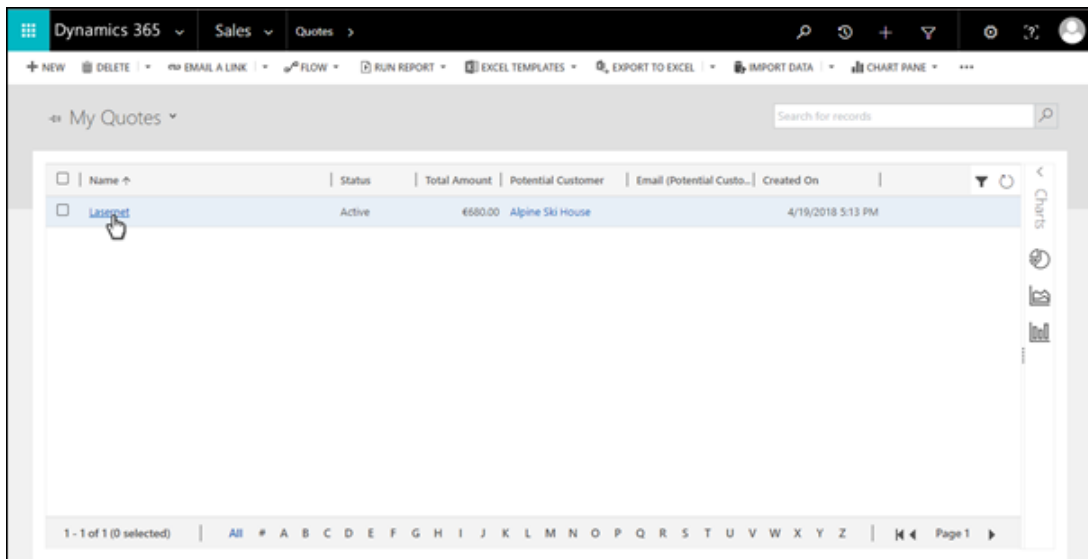 Dynamics 365 Sales Quotes >
+ NEW DELETE EMAIL A LINK FLOW RUN REPORT EXCEL TEMPLATES EXPORT TO EXCEL IMPORT DATA CHART PANE ...
My Quotes Search for records
Name ↑ Status Total Amount Potential Customer Email (Potential Custo... Created On
Lasernet Active €680.00 Alpine Ski House 4/19/2018 5:13 PM
Charts
1 - 1 of 1 (0 selected) All # A B C D E F G H I J K L M N O P Q R S T U V W X Y Z Page 1